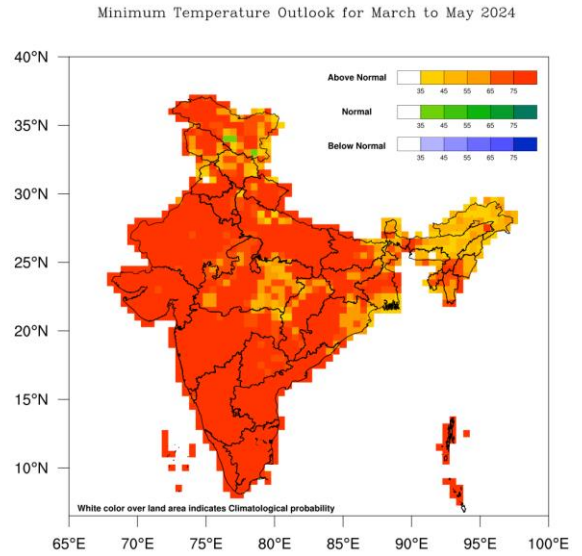 Minimum Temperature Outlook for March to May 2024
40°N
35°N
30°N
25°N
20°N
15°N
10°N
Above Normal
35 45 55 65 75
Normal
35 45 55 65 75
Below Normal
35 45 55 65 75
White color over land area indicates Climatological probability
65°E 70°E 75°E 80°E 85°E 90°E 95°E 100°E